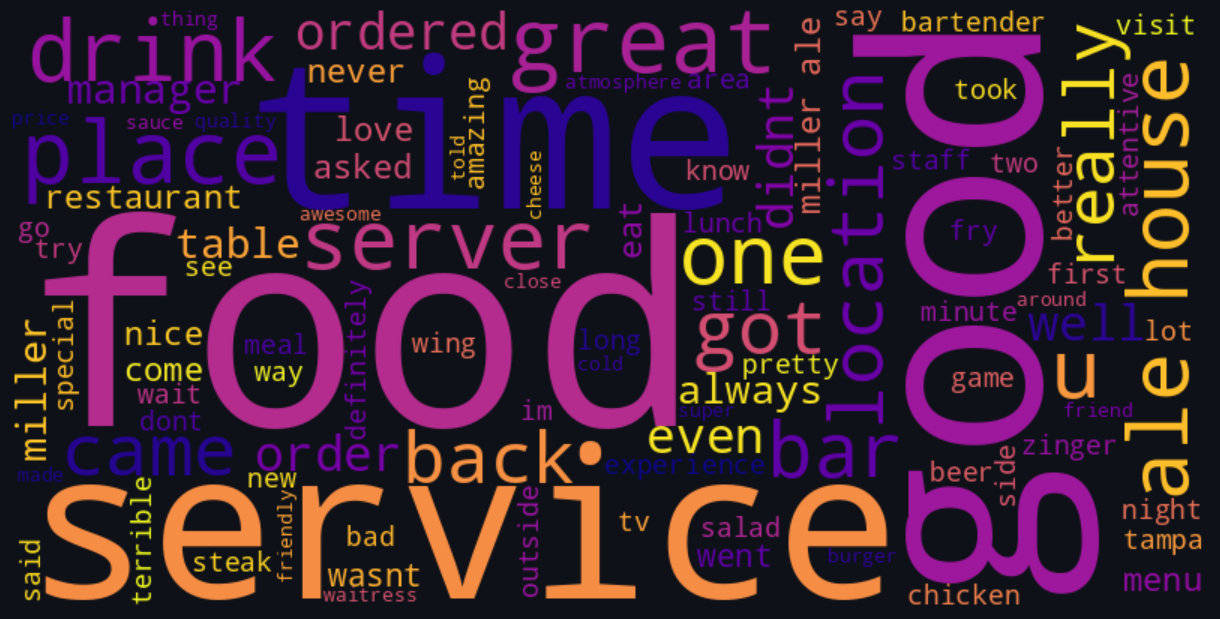 thing
drink
ordered
great
say
bartender
visit
manager
never
atmosphere
area
miller ale
really
house
took
price
sauce
quality
place
time
love
asked
told
amazing
cheese
know
didnt
location
good
staff
two
better
attentive
restaurant
awesome
eat
lunch
fry
go
try
table
see
server
close
one
first
food
special
nice
meal
definitely
wing
long
cold
still
got
minute
around
well
lot
miller
come
way
wait
dont
im
pretty
always
super
game
u
friend
ale
made
came
order
back
even
experience
bar
zinger
new
beer
side
night
tampa
service
said
terrible
steak
friendly
bad
wasnt
waitress
outside
tv
salad
went
burger
chicken
menu